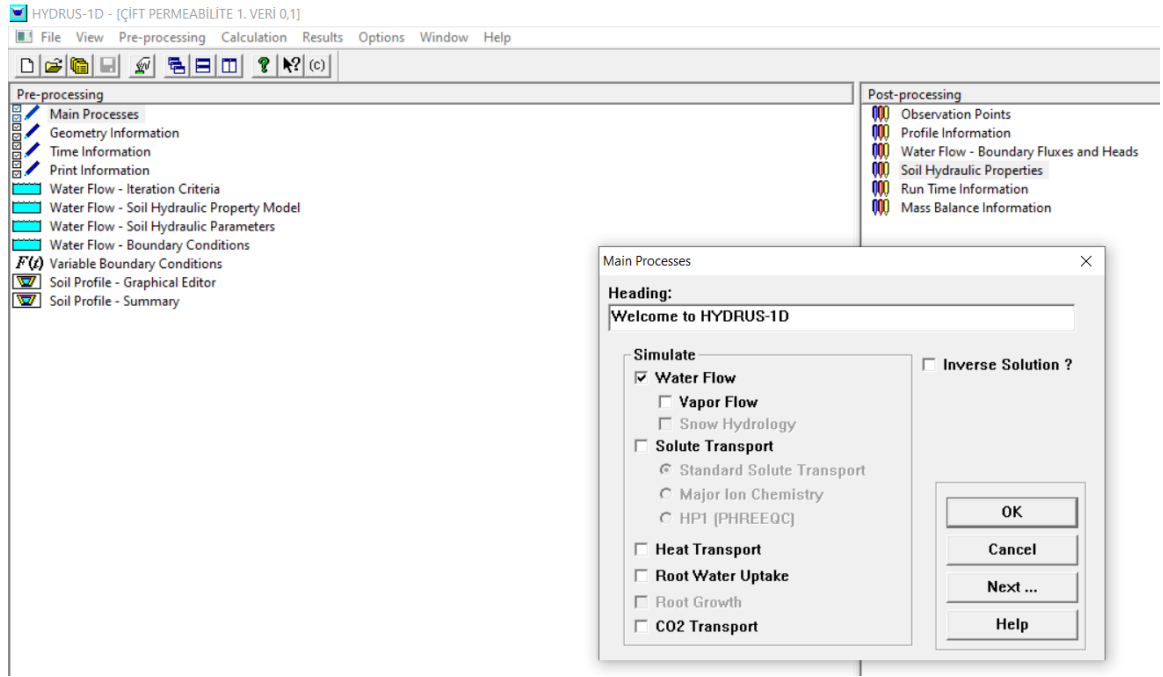 HYDRUS-1D - [ÇİFT PERMEABİLİTE 1. VERİ 0,1]
File View Pre-processing Calculation Results Options Window Help
(c)
Pre-processing
Main Processes
Geometry Information
Time Information
Print Information
Water Flow - Iteration Criteria
Water Flow - Soil Hydraulic Property Model
Water Flow - Soil Hydraulic Parameters
Water Flow - Boundary Conditions
F(t) Variable Boundary Conditions
Soil Profile - Graphical Editor
Soil Profile - Summary
Post-processing
Observation Points
Profile Information
Water Flow - Boundary Fluxes and Heads
Soil Hydraulic Properties
Run Time Information
Mass Balance Information
Main Processes
Heading:
Welcome to HYDRUS-1D
Simulate
Water Flow
Vapor Flow
Snow Hydrology
Solute Transport
Standard Solute Transport
Major Ion Chemistry
HP1 (PHREEQC)
Heat Transport
Root Water Uptake
Root Growth
CO2 Transport
Inverse Solution ?
OK
Cancel
Next ...
Help